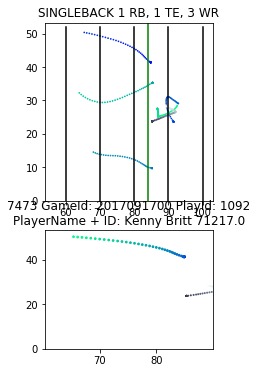 SINGLEBACK 1 RB, 1 TE, 3 WR
50
40
30
20
10
0
60 70 80 90 100
7473 GameId: 2017091700 PlayId: 1092
PlayerName + ID: Kenny Britt 71217.0
40
20
0
70 80